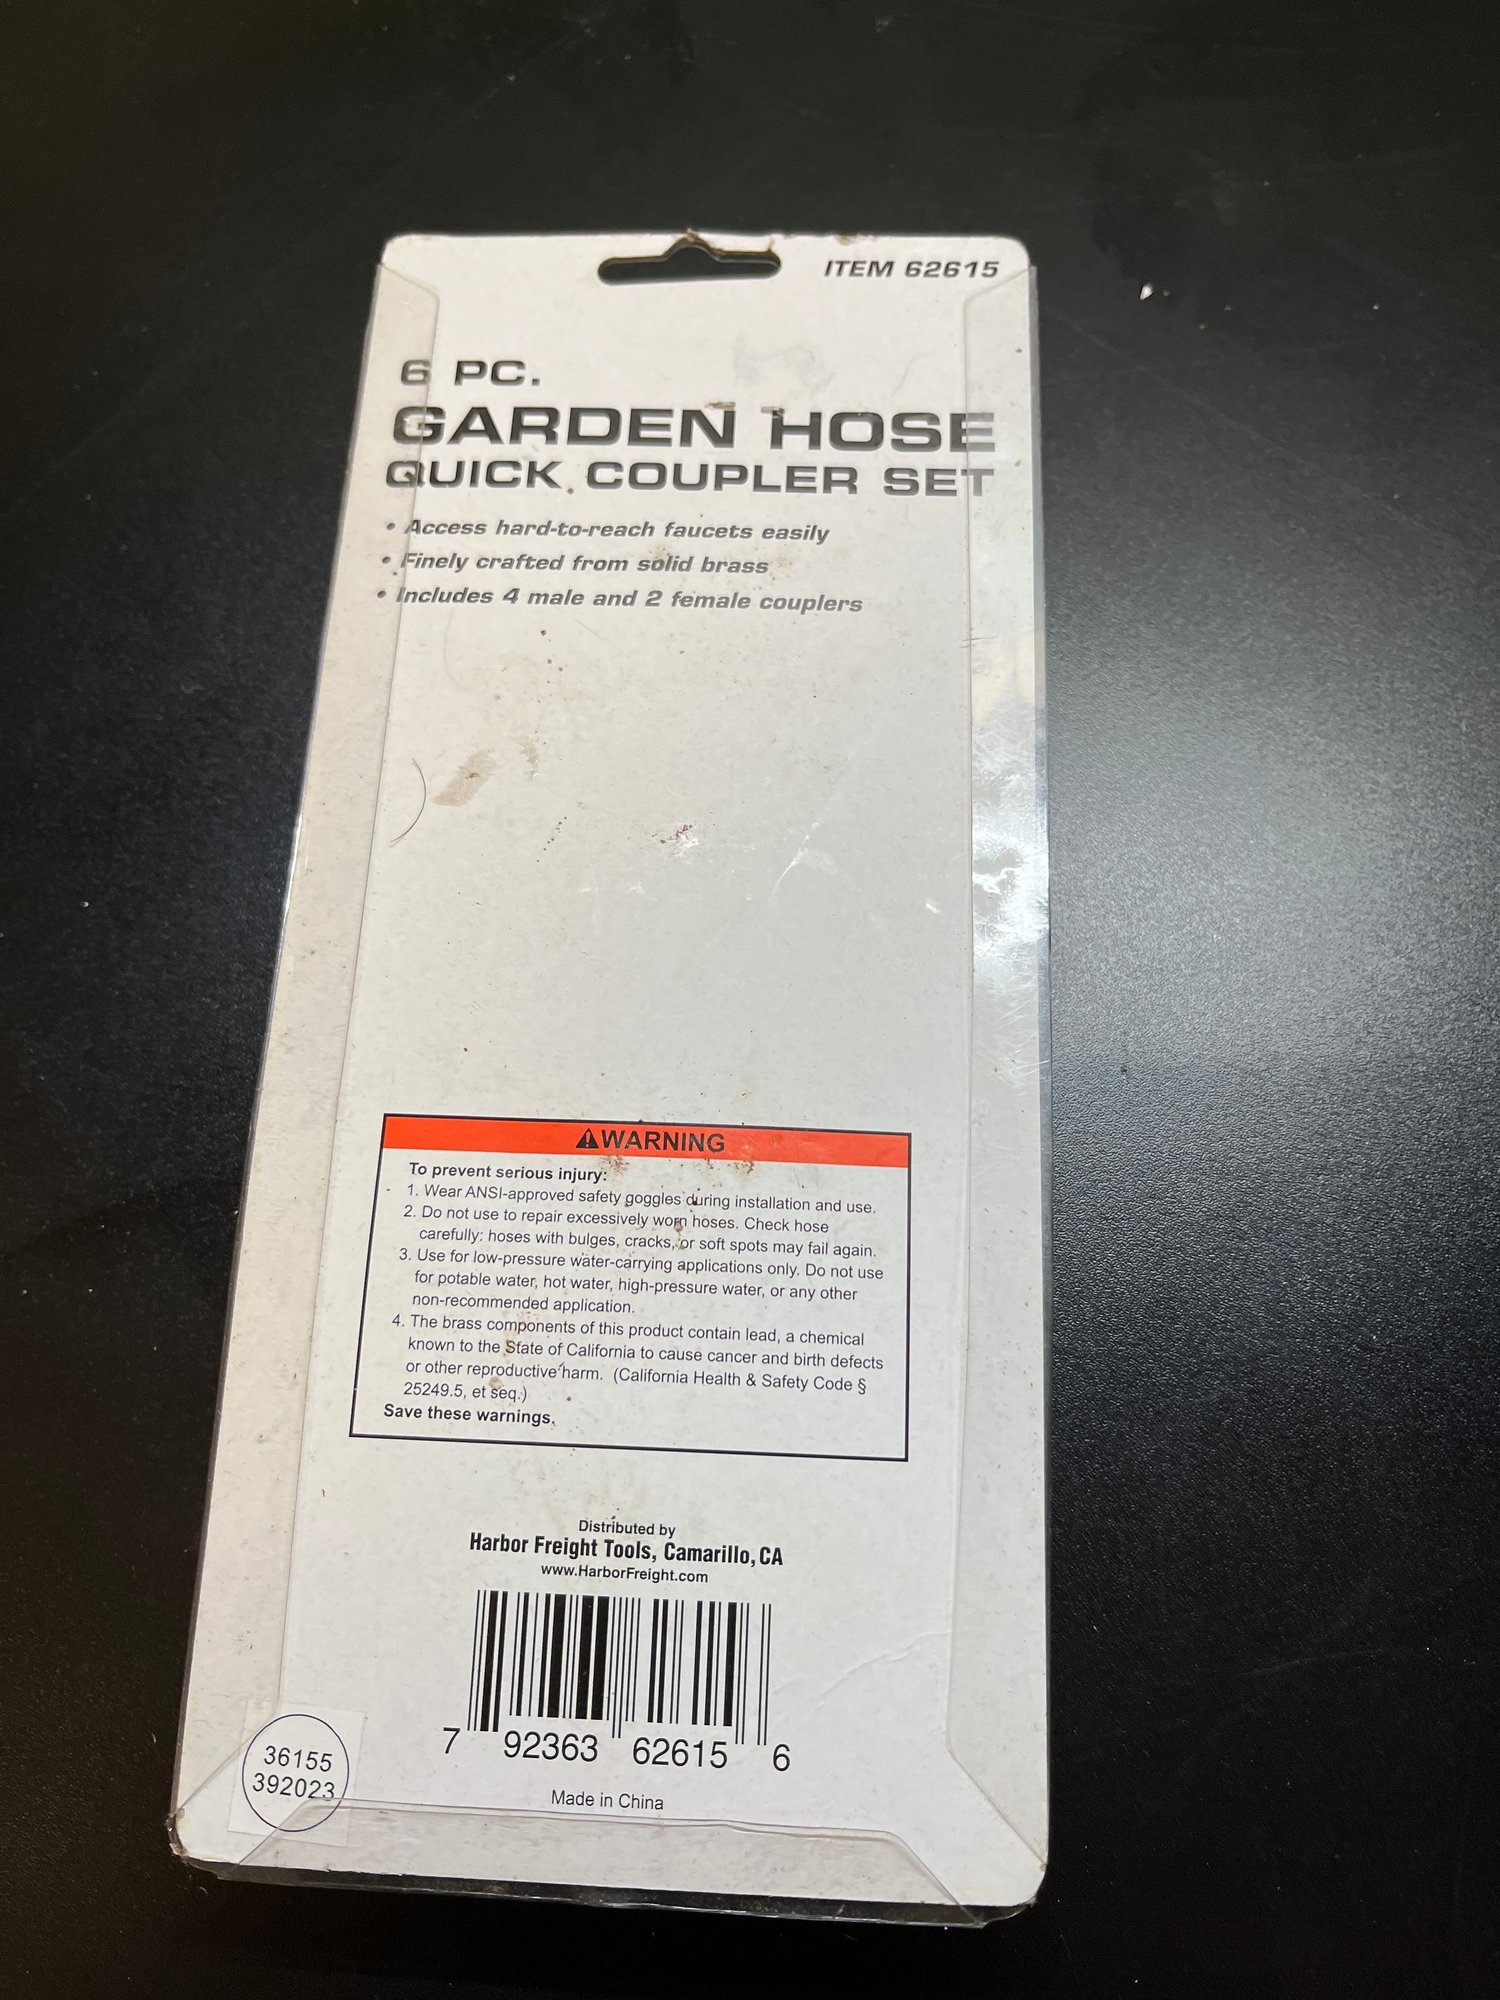 ITEM 62615
6 PC.
GARDEN HOSE
QUICK COUPLER SET
• Access hard-to-reach faucets easily
• Finely crafted from solid brass
• Includes 4 male and 2 female couplers
⚠WARNING
To prevent serious injury:
1. Wear ANSI-approved safety goggles during installation and use.
2. Do not use to repair excessively worn hoses. Check hose
carefully: hoses with bulges, cracks, or soft spots may fail again.
3. Use for low-pressure water-carrying applications only. Do not use
for potable water, hot water, high-pressure water, or any other
non-recommended application.
4. The brass components of this product contain lead, a chemical
known to the State of California to cause cancer and birth defects
or other reproductive harm. (California Health & Safety Code §
25249.5, et seq.)
Save these warnings.
Distributed by
Harbor Freight Tools, Camarillo, CA
www.HarborFreight.com
7 92363 62615 6
36155
392023
Made in China